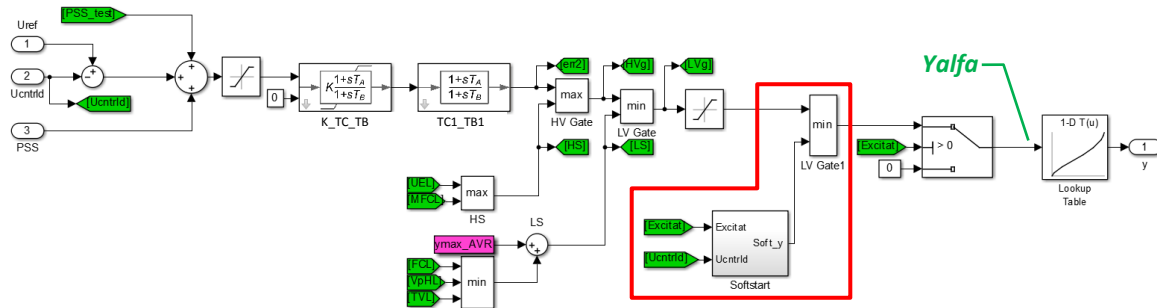 [PSS_test]
Uref
1
2
Ucntrld
[Ucntrld]
3
PSS
+
−
+
+
+
0
K 1+sT_A
1+sT_B
K_TC_TB
1+sT_A
1+sT_B
TC1_TB1
[err2]
max
HV Gate
[HVg]
min
LV Gate
[LVg]
[HS]
[LS]
[UEL]
[MFCL]
max
HS
LS
ymax_AVR
+
+
[FCL]
[VpHL]
[TVL]
min
min
LV Gate1
[Excitat]
[Ucntrld]
Excitat
Ucntrld
Soft_y
Softstart
[Excitat]
> 0
0
Yalfa
1-D T(u)
Lookup
Table
1
y